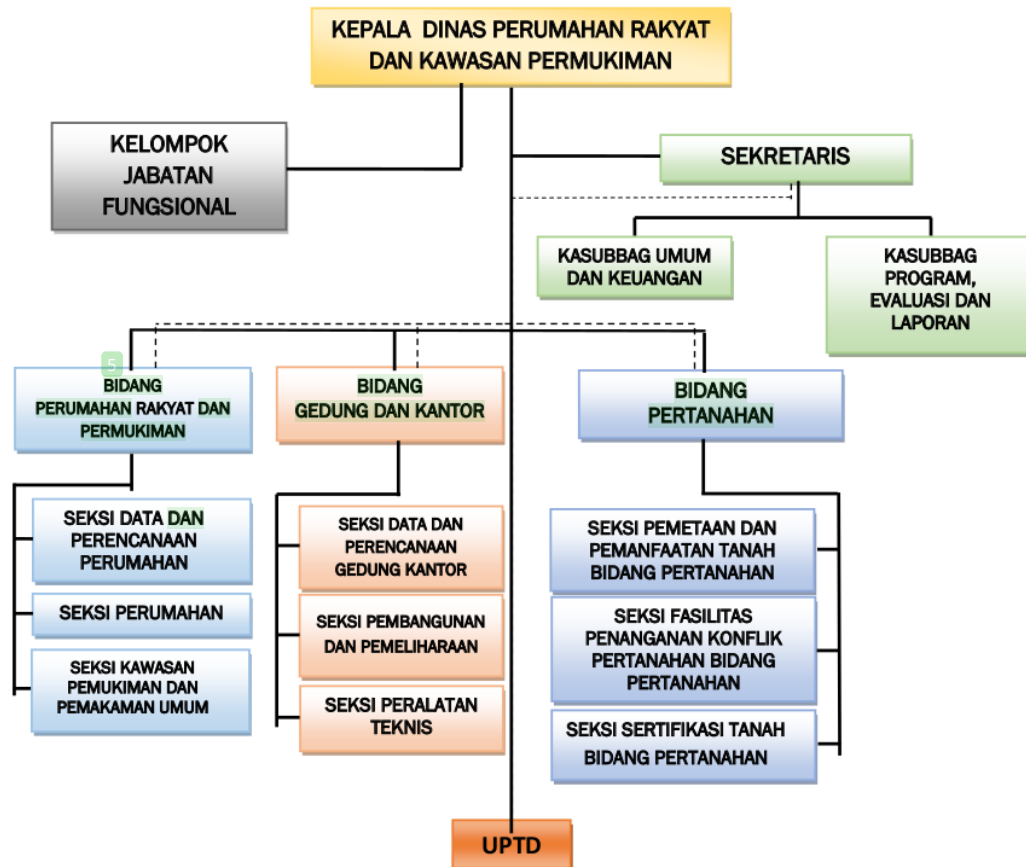 KEPALA DINAS PERUMAHAN RAKYAT
DAN KAWASAN PERMUKIMAN
KELOMPOK
JABATAN
FUNGSIONAL
SEKRETARIS
KASUBBAG UMUM
DAN KEUANGAN
KASUBBAG
PROGRAM,
EVALUASI DAN
LAPORAN
5
BIDANG
PERUMAHAN RAKYAT DAN
PERMUKIMAN
BIDANG
GEDUNG DAN KANTOR
BIDANG
PERTANAHAN
SEKSI DATA DAN
PERENCANAAN
PERUMAHAN
SEKSI PERUMAHAN
SEKSI KAWASAN
PEMUKIMAN DAN
PEMAKAMAN UMUM
SEKSI DATA DAN
PERENCANAAN
GEDUNG KANTOR
SEKSI PEMBANGUNAN
DAN PEMELIHARAAN
SEKSI PERALATAN
TEKNIS
SEKSI PEMETAAN DAN
PEMANFAATAN TANAH
BIDANG PERTANAHAN
SEKSI FASILITAS
PENANGANAN KONFLIK
PERTANAHAN BIDANG
PERTANAHAN
SEKSI SERTIFIKASI TANAH
BIDANG PERTANAHAN
UPTD